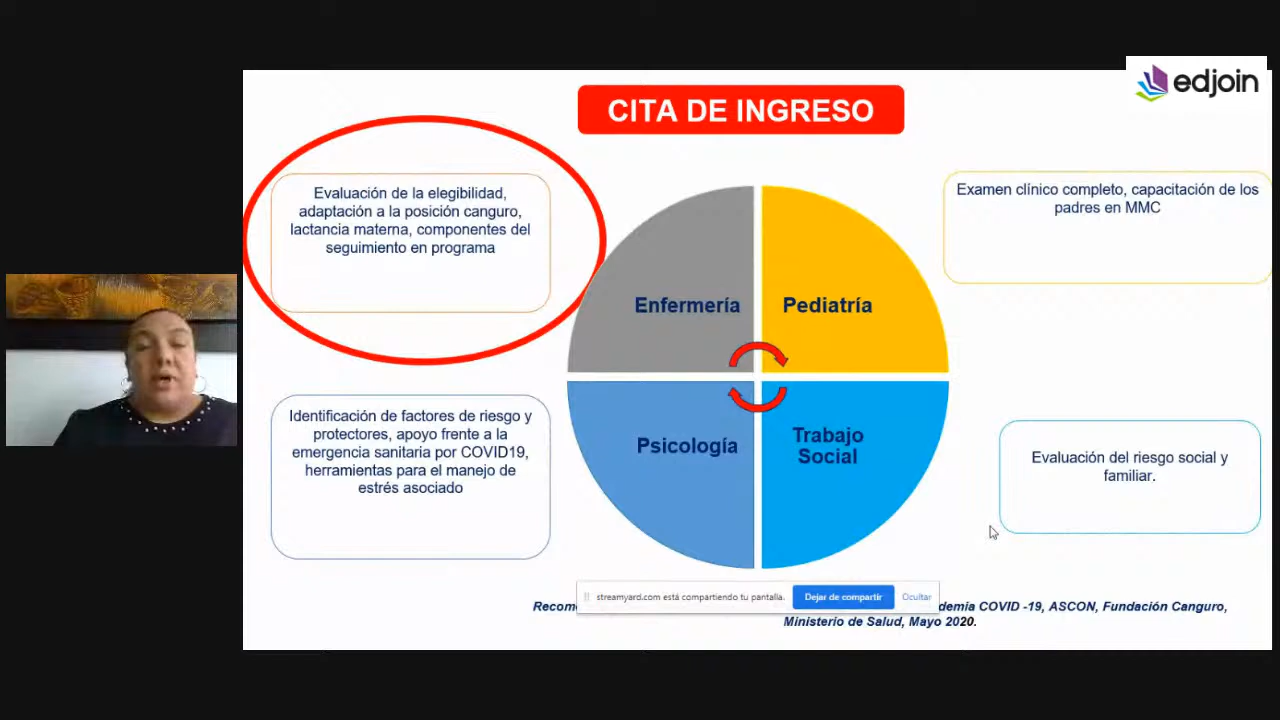 edjoin
CITA DE INGRESO
Evaluación de la elegibilidad,
adaptación a la posición canguro,
lactancia materna, componentes del
seguimiento en programa
Examen clínico completo, capacitación de los
padres en MMC
Enfermería
Pediatría
Identificación de factores de riesgo y
protectores, apoyo frente a la
emergencia sanitaria por COVID19,
herramientas para el manejo de
estrés asociado
Psicología
Trabajo
Social
Evaluación del riesgo social y
familiar.
streamyard.com está compartiendo tu pantalla.
Dejar de compartir
Ocultar
COVID -19, ASCON, Fundación Canguro,
Ministerio de Salud, Mayo 2020.